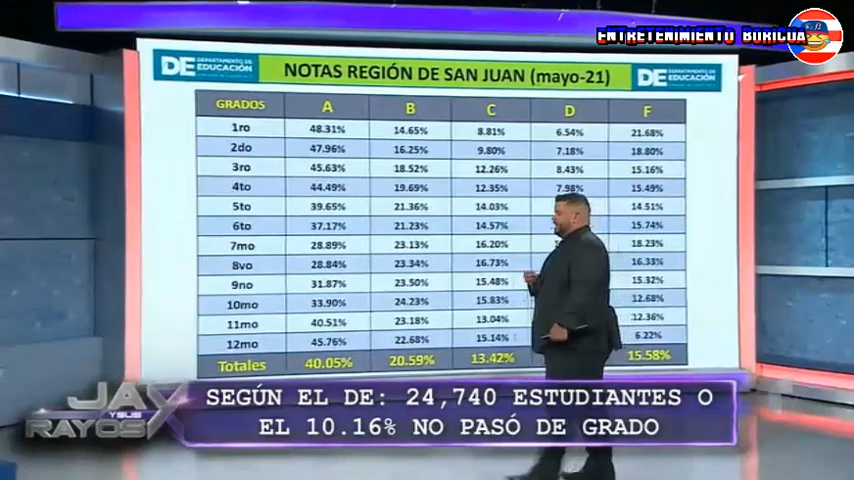 ENTRETENIMIENTO BORICUA
DE DEPARTAMENTO DE EDUCACIÓN
NOTAS REGIÓN DE SAN JUAN (mayo-21)
DE DEPARTAMENTO DE EDUCACIÓN
GRADOS A B C D F
1ro 48.31% 14.65% 8.81% 6.54% 21.68%
2do 47.96% 16.25% 9.80% 7.18% 18.80%
3ro 45.63% 18.52% 12.26% 8.43% 15.16%
4to 44.49% 19.69% 12.35% 7.98% 15.49%
5to 39.65% 21.36% 14.03% 14.51%
6to 37.17% 21.23% 14.57% 15.74%
7mo 28.89% 23.13% 16.20% 18.23%
8vo 28.84% 23.34% 16.73% 16.33%
9no 31.87% 23.50% 15.48% 15.32%
10mo 33.90% 24.23% 15.83% 12.68%
11mo 40.51% 23.18% 13.04% 12.36%
12mo 45.76% 22.68% 15.14% 6.22%
Totales 40.05% 20.59% 13.42% 15.58%
JAY
Y SUS
RAYOS X
SEGÚN EL DE: 24,740 ESTUDIANTES O
EL 10.16% NO PASÓ DE GRADO